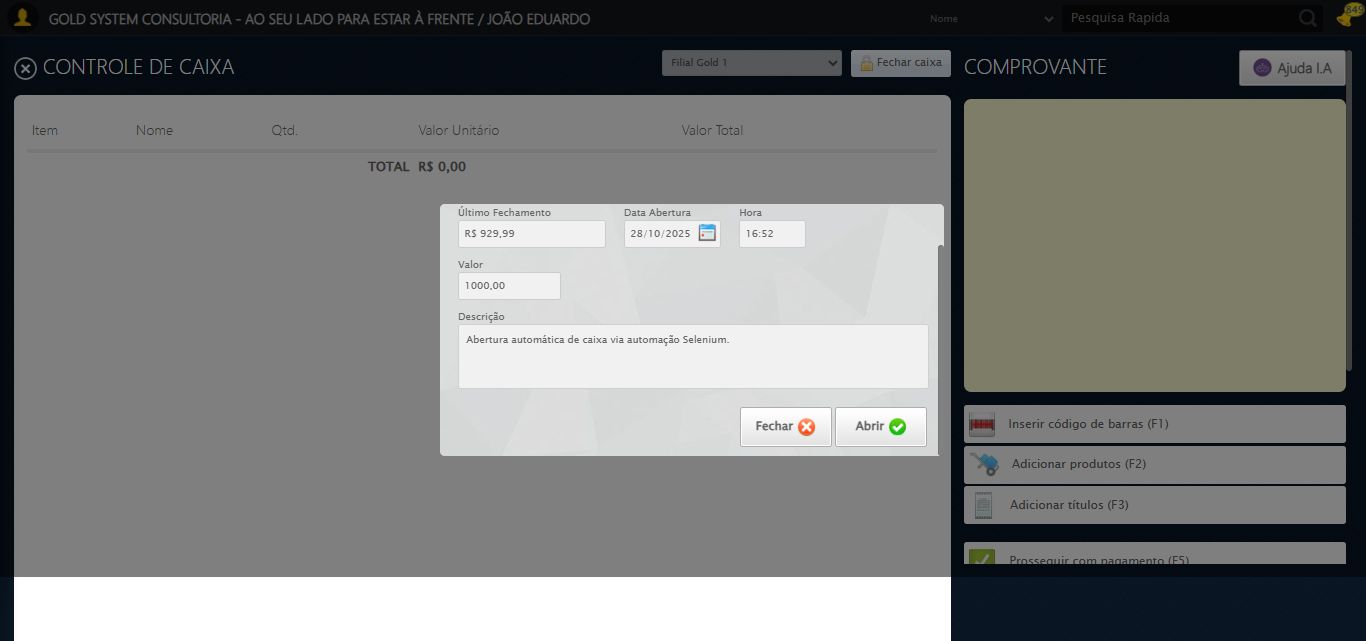 GOLD SYSTEM CONSULTORIA - AO SEU LADO PARA ESTAR À FRENTE / JOÃO EDUARDO
Nome
Pesquisa Rapida
849
CONTROLE DE CAIXA
Filial Gold 1
Fechar caixa
COMPROVANTE
Ajuda I.A
Item Nome Qtd. Valor Unitário Valor Total
TOTAL R$ 0,00
Último Fechamento Data Abertura Hora
R$ 929,99 28/10/2025 16:52
Valor
1000,00
Descrição
Abertura automática de caixa via automação Selenium.
Fechar Abrir
Inserir código de barras (F1)
Adicionar produtos (F2)
Adicionar títulos (F3)
Prosseguir com pagamento (F5)